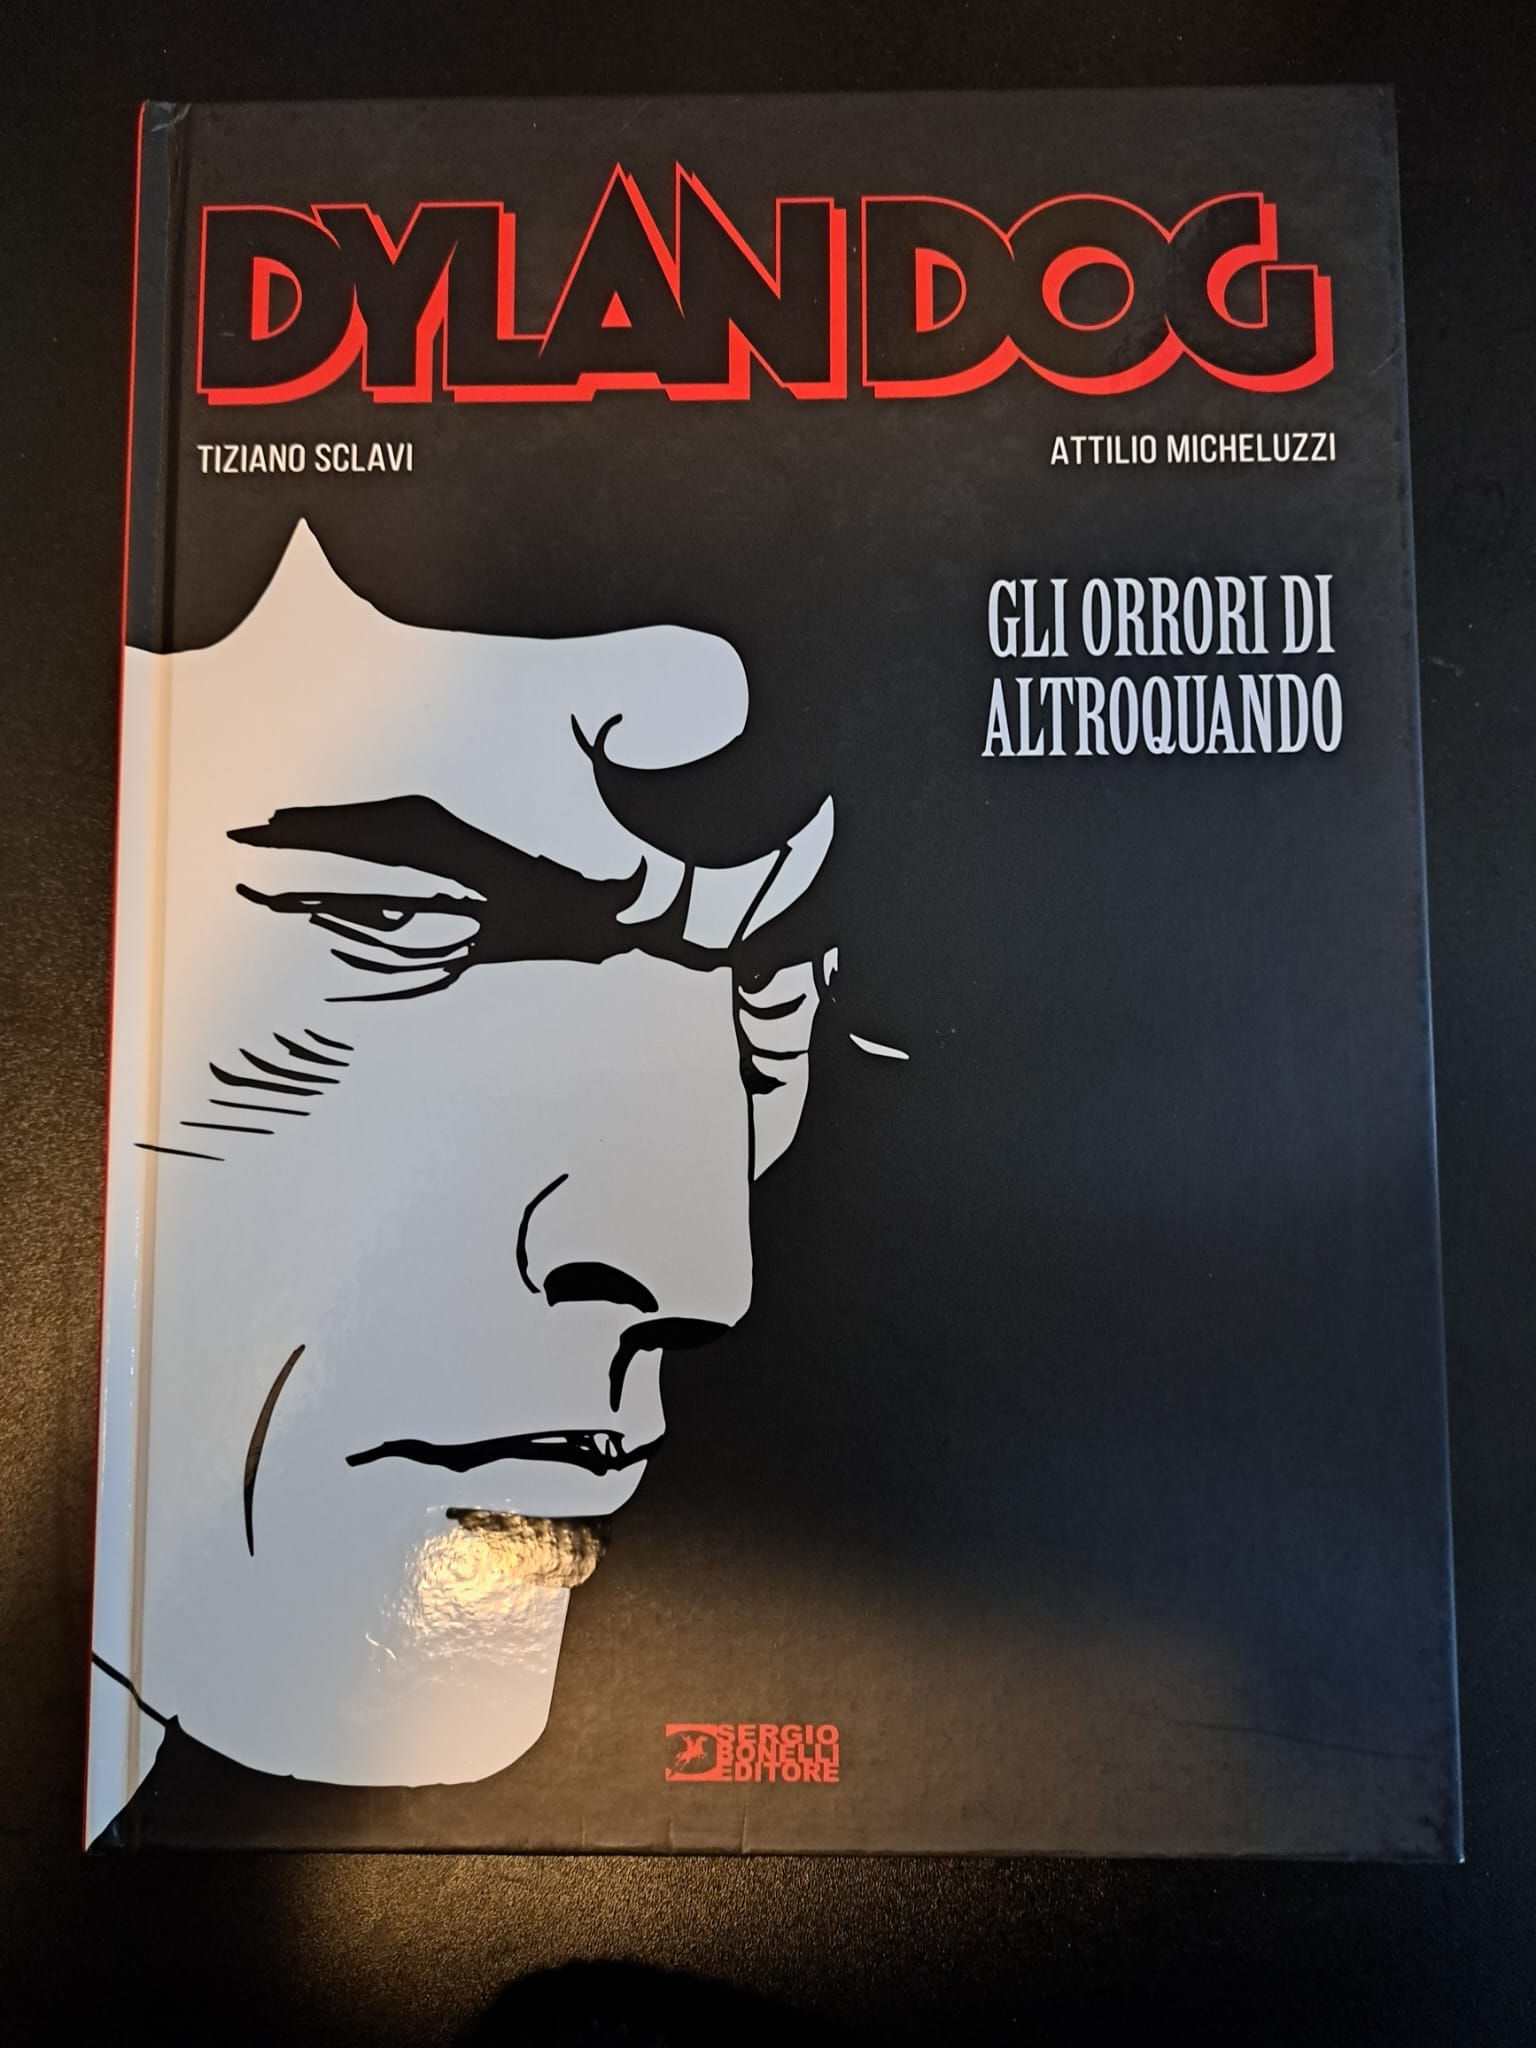 DYLAN DOG
TIZIANO SCLAVI
ATTILIO MICHELUZZI
GLI ORRORI DI
ALTROQUANDO
SERGIO
BONELLI
EDITORE